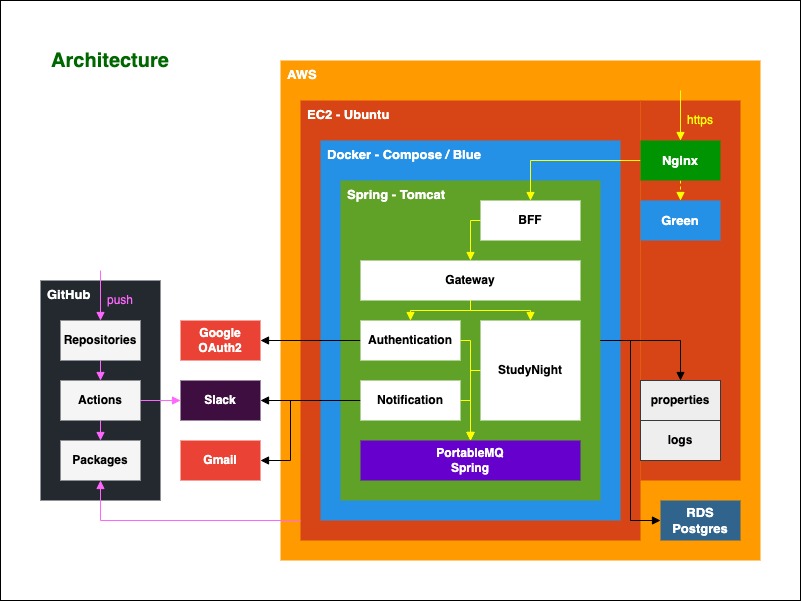 Architecture
AWS
EC2 - Ubuntu
https
Docker - Compose / Blue
Nginx
Spring - Tomcat
BFF
Green
Gateway
GitHub
push
Repositories
Google
OAuth2
Authentication
StudyNight
Actions
Slack
Notification
properties
logs
Packages
Gmail
PortableMQ
Spring
RDS
Postgres